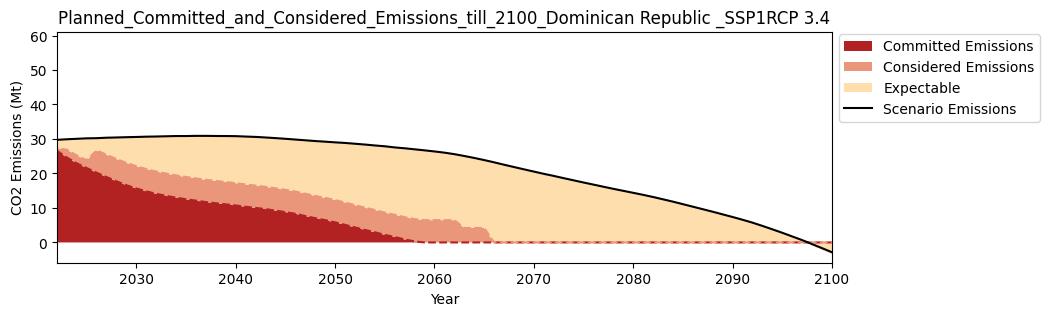 Planned_Committed_and_Considered_Emissions_till_2100_Dominican Republic _SSP1RCP 3.4
60
50
40
30
20
10
0
CO2 Emissions (Mt)
2030 2040 2050 2060 2070 2080 2090 2100
Year
Committed Emissions
Considered Emissions
Expectable
Scenario Emissions